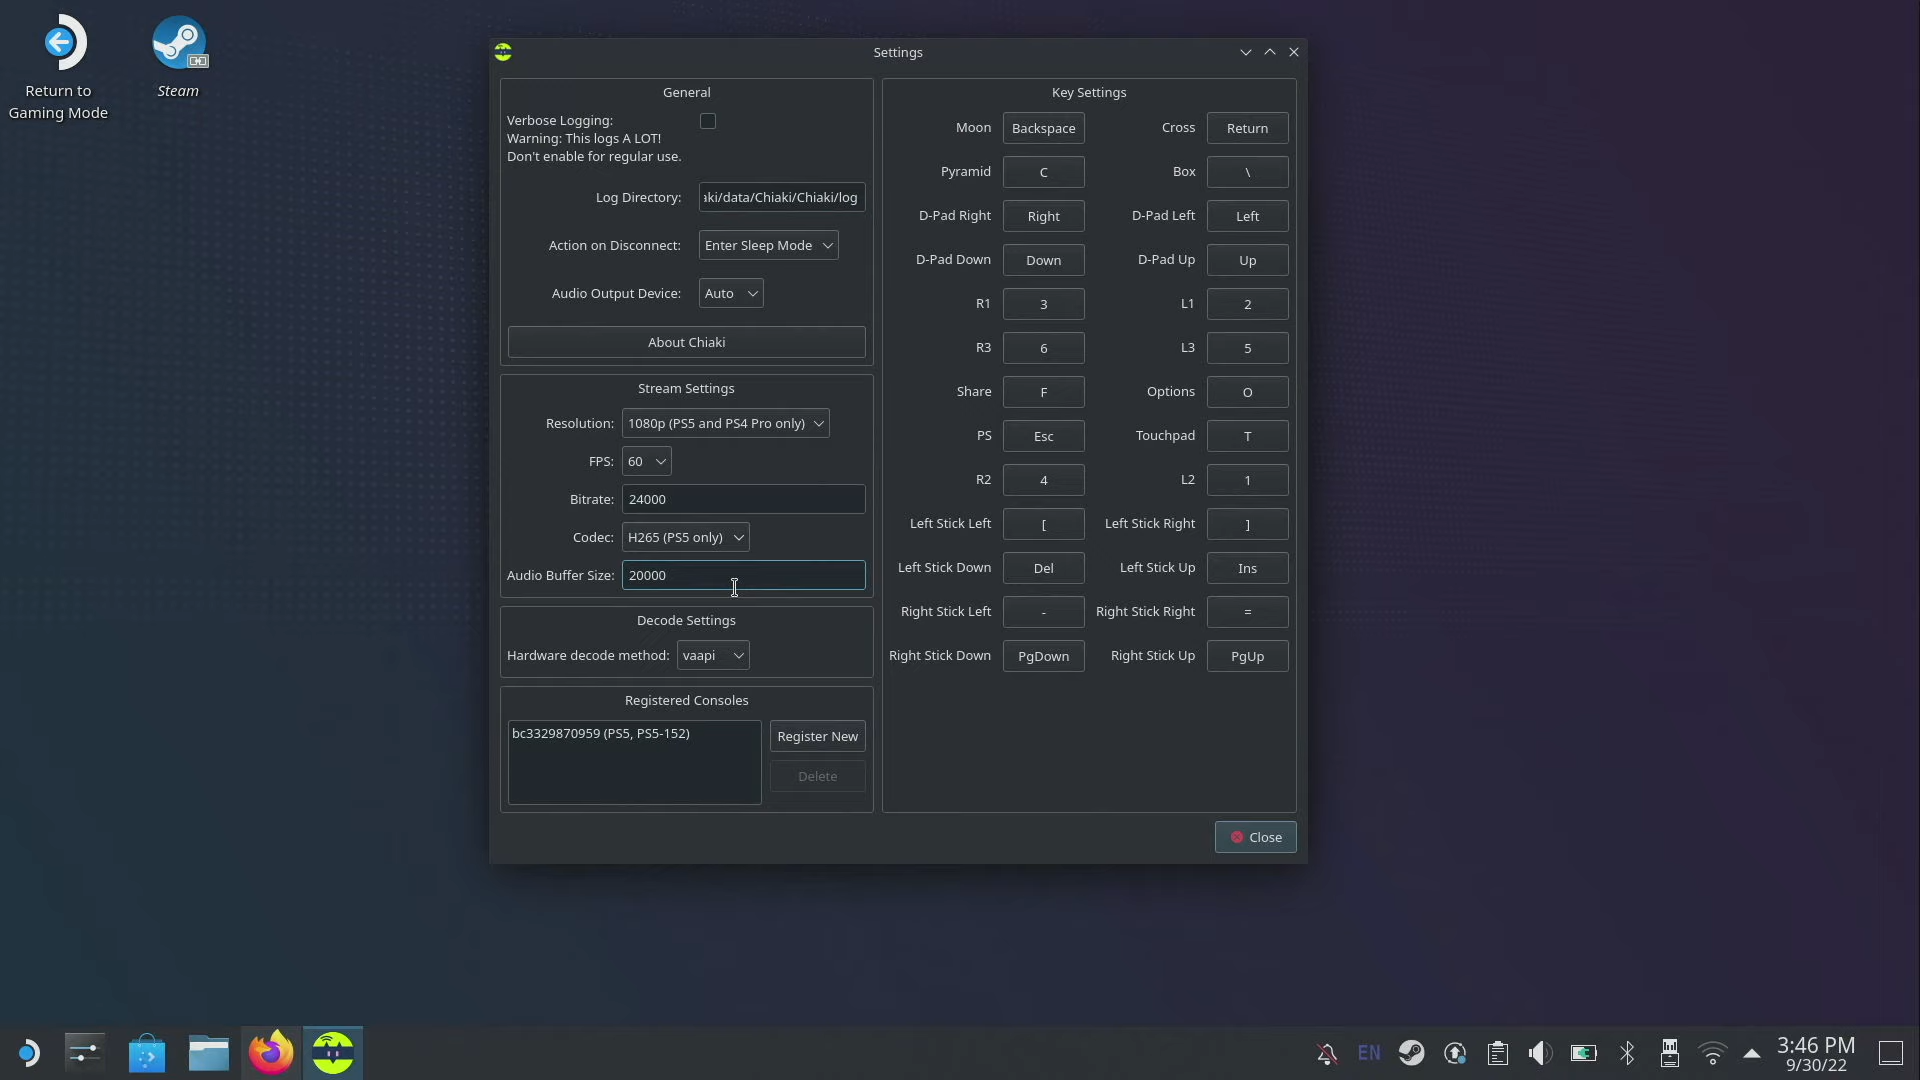 Return to
Gaming Mode
Steam
Settings
General
Verbose Logging:
Warning: This logs A LOT!
Don't enable for regular use.
Log Directory: ıki/data/Chiaki/Chiaki/log
Action on Disconnect: Enter Sleep Mode
Audio Output Device: Auto
About Chiaki
Stream Settings
Resolution: 1080p (PS5 and PS4 Pro only)
FPS: 60
Bitrate: 24000
Codec: H265 (PS5 only)
Audio Buffer Size: 20000
Decode Settings
Hardware decode method: vaapi
Registered Consoles
bc3329870959 (PS5, PS5-152)
Register New
Delete
Key Settings
Moon Backspace Cross Return
Pyramid C Box \
D-Pad Right Right D-Pad Left Left
D-Pad Down Down D-Pad Up Up
R1 3 L1 2
R3 6 L3 5
Share F Options O
PS Esc Touchpad T
R2 4 L2 1
Left Stick Left [ Left Stick Right ]
Left Stick Down Del Left Stick Up Ins
Right Stick Left - Right Stick Right =
Right Stick Down PgDown Right Stick Up PgUp
Close
EN
3:46 PM
9/30/22